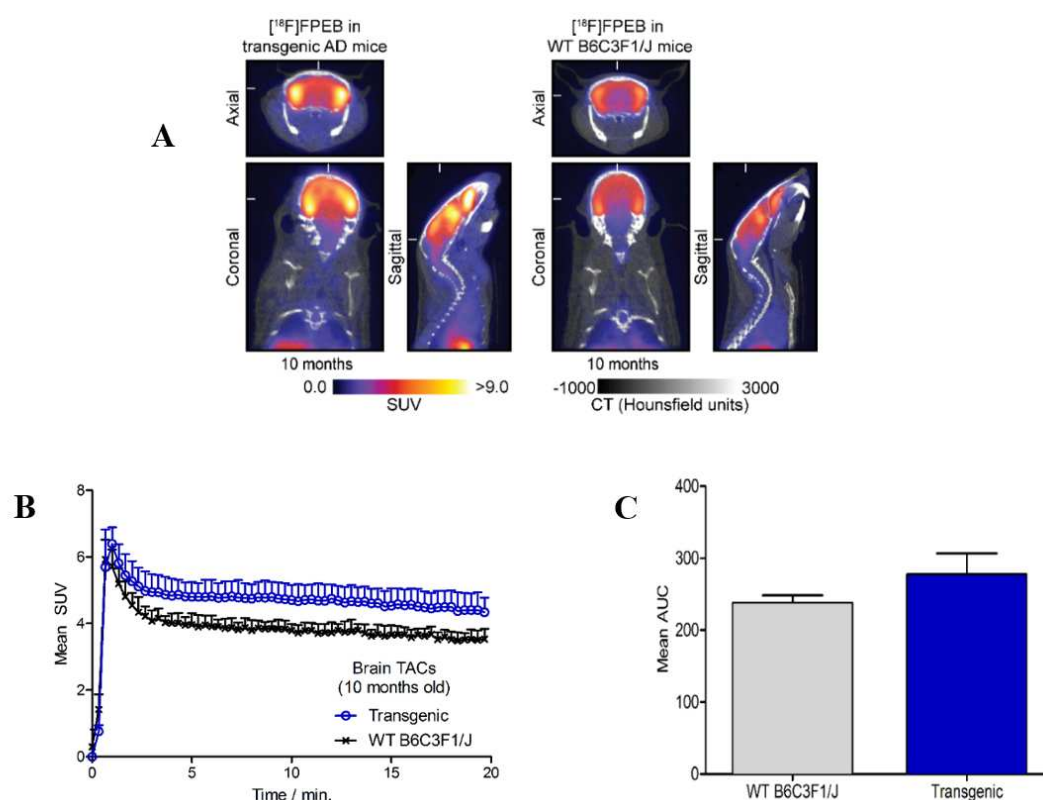 [¹⁸F]FPEB in
transgenic AD mice
[¹⁸F]FPEB in
WT B6C3F1/J mice
A
Axial
Axial
Coronal
Sagittal
Coronal
Sagittal
10 months
10 months
0.0 >9.0
SUV
-1000 3000
CT (Hounsfield units)
B
8
6
4
2
0
Mean SUV
Brain TACs
(10 months old)
Transgenic
WT B6C3F1/J
0 5 10 15 20
Time / min.
C
400
300
200
100
0
Mean AUC
WT B6C3F1/J Transgenic